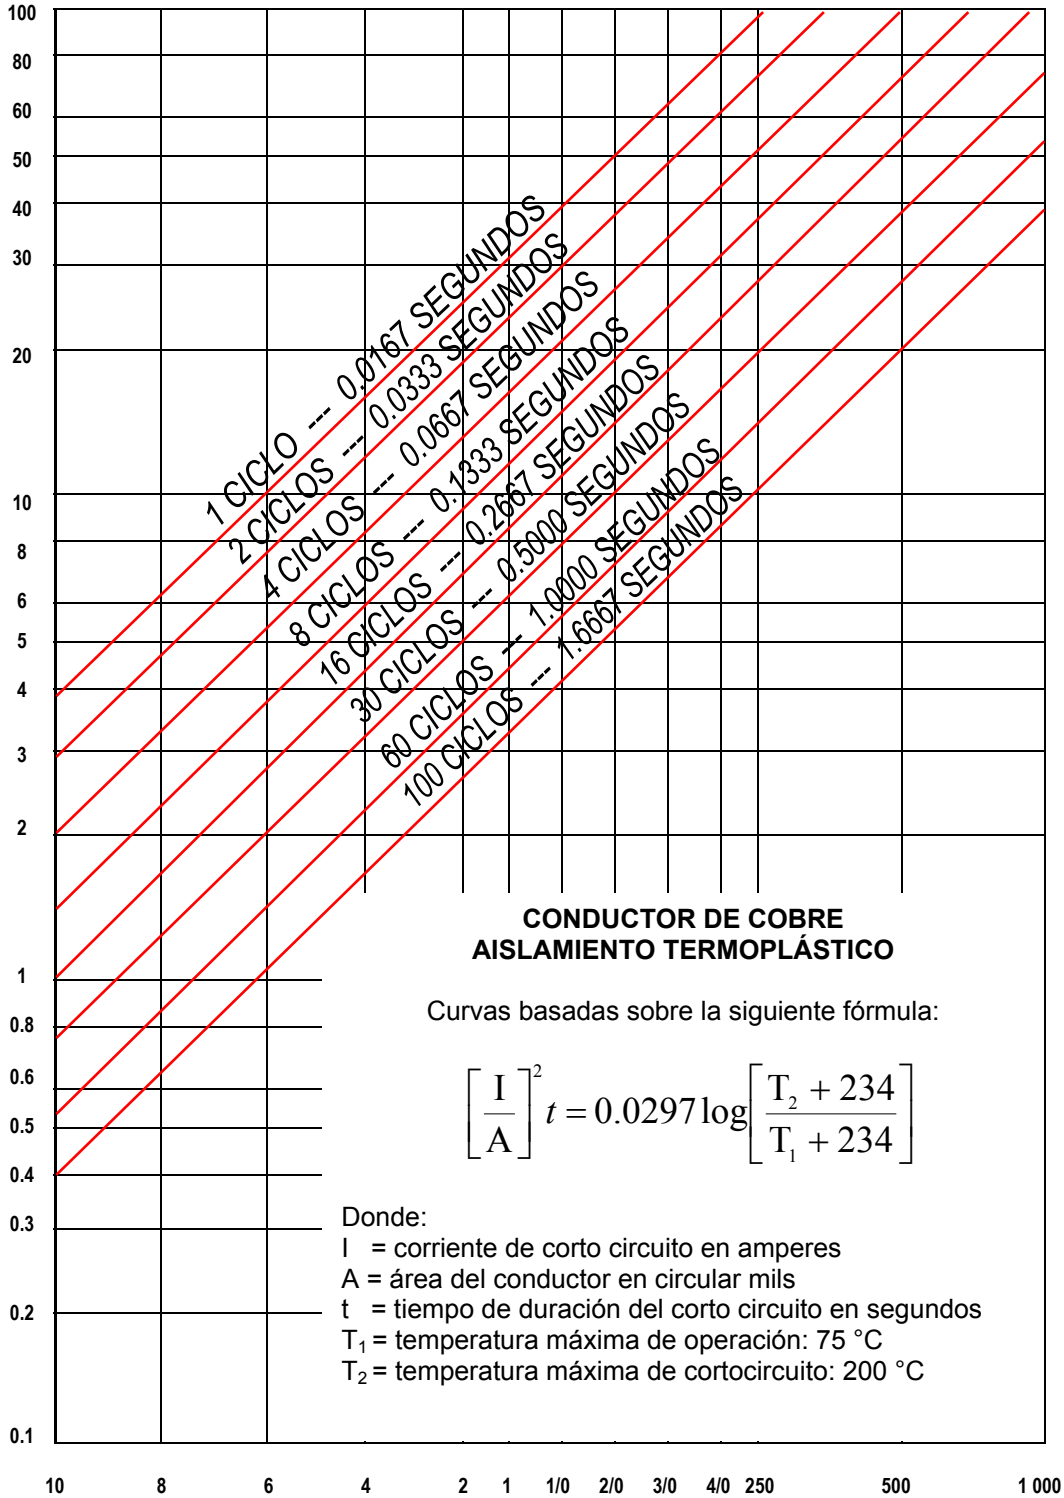 100
80
60
50
40
30
20
10
8
6
5
4
3
2
1
0.8
0.6
0.5
0.4
0.3
0.2
0.1
1 CICLO --- 0.0167 SEGUNDOS
2 CICLOS --- 0.0333 SEGUNDOS
4 CICLOS --- 0.0667 SEGUNDOS
8 CICLOS --- 0.1333 SEGUNDOS
16 CICLOS --- 0.2667 SEGUNDOS
30 CICLOS --- 0.5000 SEGUNDOS
60 CICLOS --- 1.0000 SEGUNDOS
100 CICLOS --- 1.6667 SEGUNDOS
CONDUCTOR DE COBRE
AISLAMIENTO TERMOPLÁSTICO
Curvas basadas sobre la siguiente fórmula:
[I/A]² t = 0.0297 log[(T₂ + 234)/(T₁ + 234)]
Donde:
I = corriente de corto circuito en amperes
A = área del conductor en circular mils
t = tiempo de duración del corto circuito en segundos
T₁ = temperatura máxima de operación: 75 °C
T₂ = temperatura máxima de cortocircuito: 200 °C
10 8 6 4 2 1 1/0 2/0 3/0 4/0 250 500 1 000